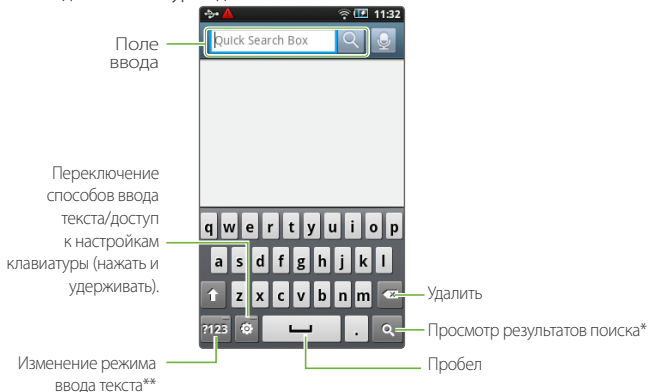 11:32
Поле
ввода
Quick Search Box
Переключение
способов ввода
текста/доступ
к настройкам
клавиатуры (нажать и
удерживать).
q w e r t y u i o p
a s d f g h j k l
z x c v b n m
Удалить
?123 .
Просмотр результатов поиска*
Изменение режима
ввода текста**
Пробел